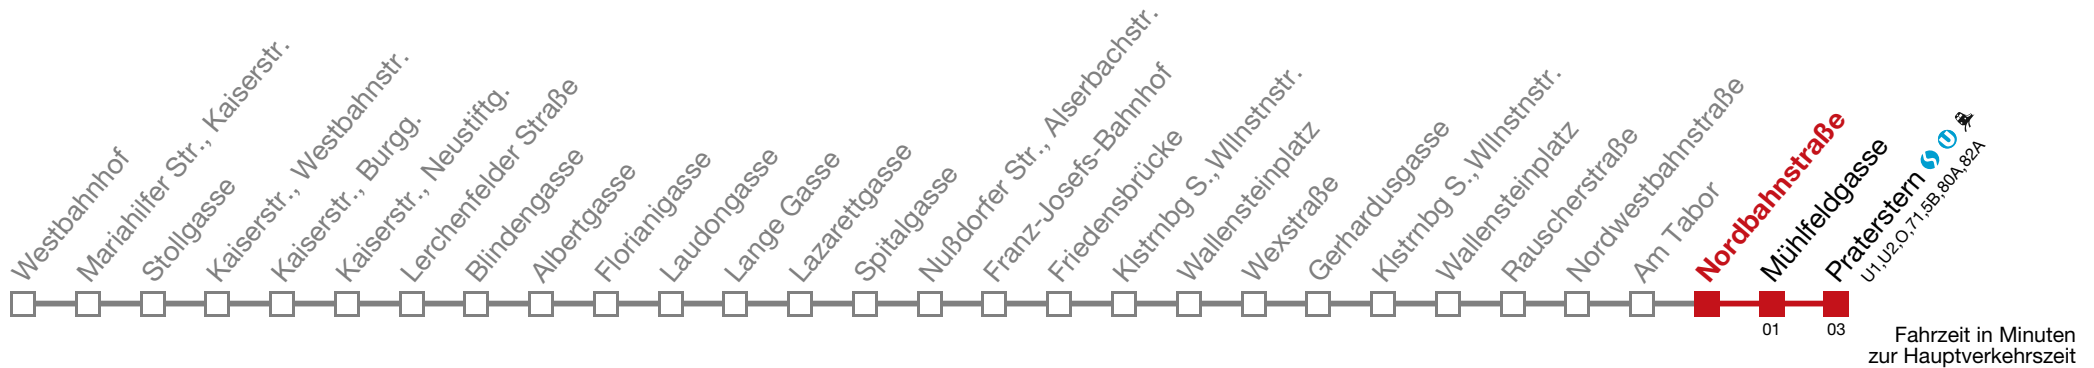 Westbahnhof
Mariahilfer Str., Kaiserstr.
Stollgasse
Kaiserstr., Westbahnstr.
Kaiserstr., Burgg.
Kaiserstr., Neustiftg.
Lerchenfelder Straße
Blindengasse
Albertgasse
Florianigasse
Laudongasse
Lange Gasse
Lazarettgasse
Spitalgasse
Nußdorfer Str., Alserbachstr.
Franz-Josefs-Bahnhof
Friedensbrücke
Klstrnbg S.,Wllnstnstr.
Wallensteinplatz
Wexstraße
Gerhardusgasse
Klstrnbg S.,Wllnstnstr.
Wallensteinplatz
Rauscherstraße
Nordwestbahnstraße
Am Tabor
Nordbahnstraße
Mühlfeldgasse
Praterstern S U
U1,U2,O,71,5B,80A,82A
01
03
Fahrzeit in Minuten
zur Hauptverkehrszeit